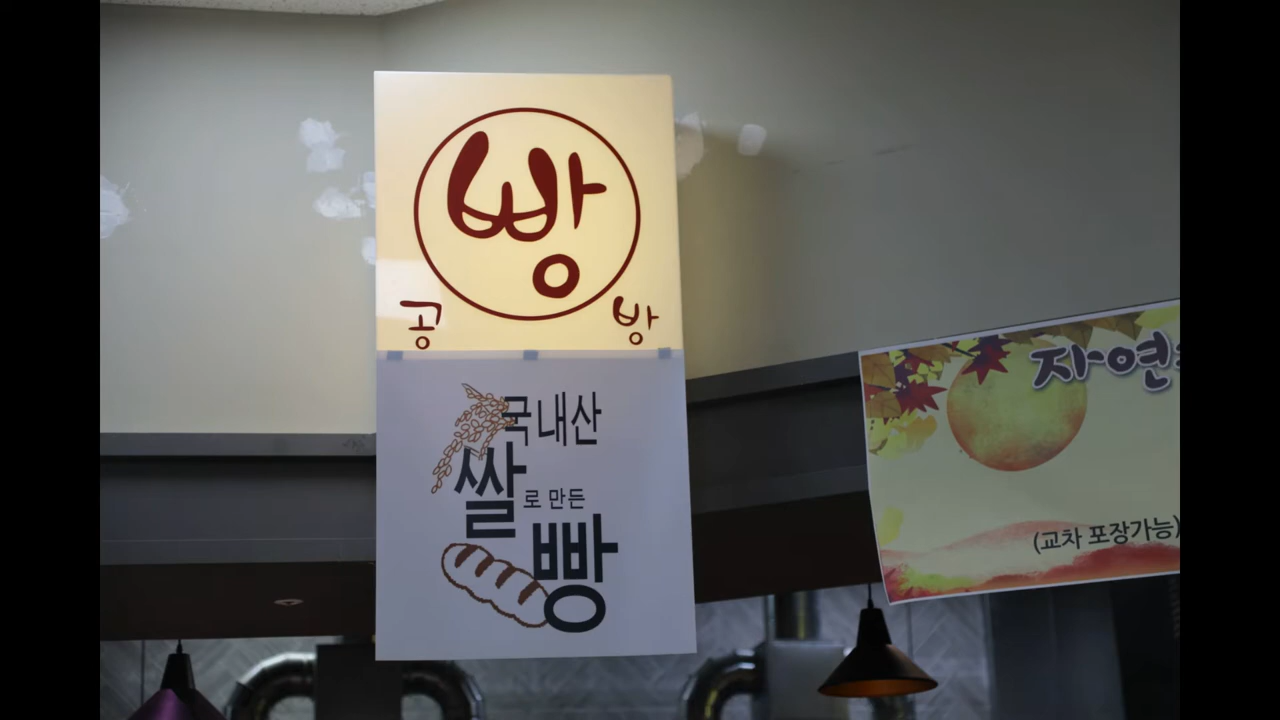 빵
공 방
국내산
쌀로 만든
빵
자연
(교차 포장가능)